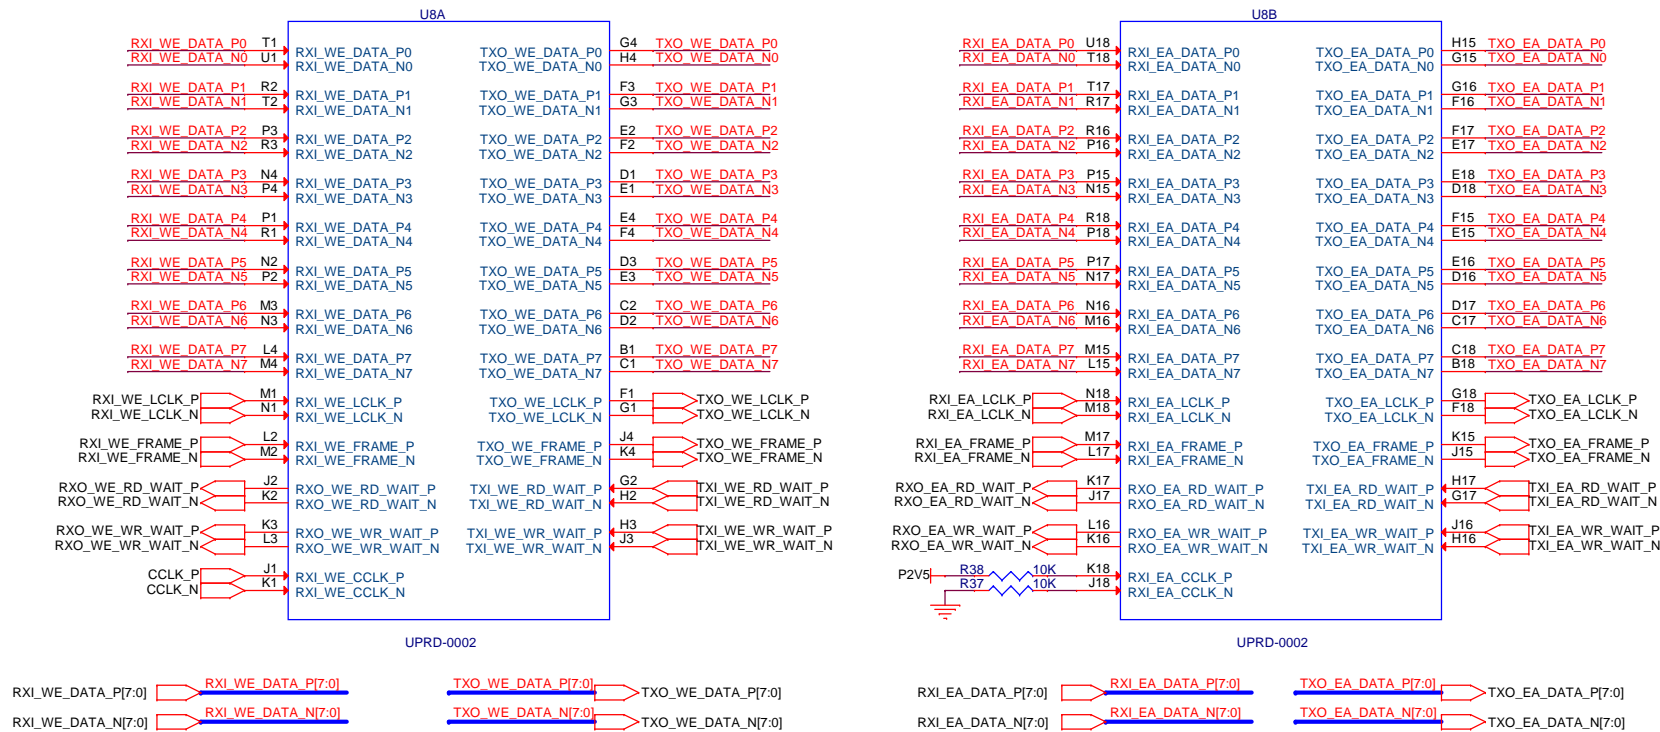 U8A
RXI_WE_DATA_P0 T1 RXI_WE_DATA_P0 TXO_WE_DATA_P0 G4 TXO_WE_DATA_P0
RXI_WE_DATA_N0 U1 RXI_WE_DATA_N0 TXO_WE_DATA_N0 H4 TXO_WE_DATA_N0
RXI_WE_DATA_P1 R2 RXI_WE_DATA_P1 TXO_WE_DATA_P1 F3 TXO_WE_DATA_P1
RXI_WE_DATA_N1 T2 RXI_WE_DATA_N1 TXO_WE_DATA_N1 G3 TXO_WE_DATA_N1
RXI_WE_DATA_P2 P3 RXI_WE_DATA_P2 TXO_WE_DATA_P2 E2 TXO_WE_DATA_P2
RXI_WE_DATA_N2 R3 RXI_WE_DATA_N2 TXO_WE_DATA_N2 F2 TXO_WE_DATA_N2
RXI_WE_DATA_P3 N4 RXI_WE_DATA_P3 TXO_WE_DATA_P3 D1 TXO_WE_DATA_P3
RXI_WE_DATA_N3 P4 RXI_WE_DATA_N3 TXO_WE_DATA_N3 E1 TXO_WE_DATA_N3
RXI_WE_DATA_P4 P1 RXI_WE_DATA_P4 TXO_WE_DATA_P4 E4 TXO_WE_DATA_P4
RXI_WE_DATA_N4 R1 RXI_WE_DATA_N4 TXO_WE_DATA_N4 F4 TXO_WE_DATA_N4
RXI_WE_DATA_P5 N2 RXI_WE_DATA_P5 TXO_WE_DATA_P5 D3 TXO_WE_DATA_P5
RXI_WE_DATA_N5 P2 RXI_WE_DATA_N5 TXO_WE_DATA_N5 E3 TXO_WE_DATA_N5
RXI_WE_DATA_P6 M3 RXI_WE_DATA_P6 TXO_WE_DATA_P6 C2 TXO_WE_DATA_P6
RXI_WE_DATA_N6 N3 RXI_WE_DATA_N6 TXO_WE_DATA_N6 D2 TXO_WE_DATA_N6
RXI_WE_DATA_P7 L4 RXI_WE_DATA_P7 TXO_WE_DATA_P7 B1 TXO_WE_DATA_P7
RXI_WE_DATA_N7 M4 RXI_WE_DATA_N7 TXO_WE_DATA_N7 C1 TXO_WE_DATA_N7
RXI_WE_LCLK_P M1 RXI_WE_LCLK_P TXO_WE_LCLK_P F1 TXO_WE_LCLK_P
RXI_WE_LCLK_N N1 RXI_WE_LCLK_N TXO_WE_LCLK_N G1 TXO_WE_LCLK_N
RXI_WE_FRAME_P L2 RXI_WE_FRAME_P TXO_WE_FRAME_P J4 TXO_WE_FRAME_P
RXI_WE_FRAME_N M2 RXI_WE_FRAME_N TXO_WE_FRAME_N K4 TXO_WE_FRAME_N
RXO_WE_RD_WAIT_P J2 RXO_WE_RD_WAIT_P TXI_WE_RD_WAIT_P G2 TXI_WE_RD_WAIT_P
RXO_WE_RD_WAIT_N K2 RXO_WE_RD_WAIT_N TXI_WE_RD_WAIT_N H2 TXI_WE_RD_WAIT_N
RXO_WE_WR_WAIT_P K3 RXO_WE_WR_WAIT_P TXI_WE_WR_WAIT_P H3 TXI_WE_WR_WAIT_P
RXO_WE_WR_WAIT_N L3 RXO_WE_WR_WAIT_N TXI_WE_WR_WAIT_N J3 TXI_WE_WR_WAIT_N
CCLK_P J1 RXI_WE_CCLK_P
CCLK_N K1 RXI_WE_CCLK_N
UPRD-0002
RXI_WE_DATA_P[7:0] RXI_WE_DATA_P[7:0] TXO_WE_DATA_P[7:0] TXO_WE_DATA_P[7:0]
RXI_WE_DATA_N[7:0] RXI_WE_DATA_N[7:0] TXO_WE_DATA_N[7:0] TXO_WE_DATA_N[7:0]
U8B
RXI_EA_DATA_P0 U18 RXI_EA_DATA_P0 TXO_EA_DATA_P0 H15 TXO_EA_DATA_P0
RXI_EA_DATA_N0 T18 RXI_EA_DATA_N0 TXO_EA_DATA_N0 G15 TXO_EA_DATA_N0
RXI_EA_DATA_P1 T17 RXI_EA_DATA_P1 TXO_EA_DATA_P1 G16 TXO_EA_DATA_P1
RXI_EA_DATA_N1 R17 RXI_EA_DATA_N1 TXO_EA_DATA_N1 F16 TXO_EA_DATA_N1
RXI_EA_DATA_P2 R16 RXI_EA_DATA_P2 TXO_EA_DATA_P2 F17 TXO_EA_DATA_P2
RXI_EA_DATA_N2 P16 RXI_EA_DATA_N2 TXO_EA_DATA_N2 E17 TXO_EA_DATA_N2
RXI_EA_DATA_P3 P15 RXI_EA_DATA_P3 TXO_EA_DATA_P3 E18 TXO_EA_DATA_P3
RXI_EA_DATA_N3 N15 RXI_EA_DATA_N3 TXO_EA_DATA_N3 D18 TXO_EA_DATA_N3
RXI_EA_DATA_P4 R18 RXI_EA_DATA_P4 TXO_EA_DATA_P4 F15 TXO_EA_DATA_P4
RXI_EA_DATA_N4 P18 RXI_EA_DATA_N4 TXO_EA_DATA_N4 E15 TXO_EA_DATA_N4
RXI_EA_DATA_P5 P17 RXI_EA_DATA_P5 TXO_EA_DATA_P5 E16 TXO_EA_DATA_P5
RXI_EA_DATA_N5 N17 RXI_EA_DATA_N5 TXO_EA_DATA_N5 D16 TXO_EA_DATA_N5
RXI_EA_DATA_P6 N16 RXI_EA_DATA_P6 TXO_EA_DATA_P6 D17 TXO_EA_DATA_P6
RXI_EA_DATA_N6 M16 RXI_EA_DATA_N6 TXO_EA_DATA_N6 C17 TXO_EA_DATA_N6
RXI_EA_DATA_P7 M15 RXI_EA_DATA_P7 TXO_EA_DATA_P7 C18 TXO_EA_DATA_P7
RXI_EA_DATA_N7 L15 RXI_EA_DATA_N7 TXO_EA_DATA_N7 B18 TXO_EA_DATA_N7
RXI_EA_LCLK_P N18 RXI_EA_LCLK_P TXO_EA_LCLK_P G18 TXO_EA_LCLK_P
RXI_EA_LCLK_N M18 RXI_EA_LCLK_N TXO_EA_LCLK_N F18 TXO_EA_LCLK_N
RXI_EA_FRAME_P M17 RXI_EA_FRAME_P TXO_EA_FRAME_P K15 TXO_EA_FRAME_P
RXI_EA_FRAME_N L17 RXI_EA_FRAME_N TXO_EA_FRAME_N J15 TXO_EA_FRAME_N
RXO_EA_RD_WAIT_P K17 RXO_EA_RD_WAIT_P TXI_EA_RD_WAIT_P H17 TXI_EA_RD_WAIT_P
RXO_EA_RD_WAIT_N J17 RXO_EA_RD_WAIT_N TXI_EA_RD_WAIT_N G17 TXI_EA_RD_WAIT_N
RXO_EA_WR_WAIT_P L16 RXO_EA_WR_WAIT_P TXI_EA_WR_WAIT_P J16 TXI_EA_WR_WAIT_P
RXO_EA_WR_WAIT_N K16 RXO_EA_WR_WAIT_N TXI_EA_WR_WAIT_N H16 TXI_EA_WR_WAIT_N
P2V5 R38 10K K18 RXI_EA_CCLK_P
R37 10K J18 RXI_EA_CCLK_N
UPRD-0002
RXI_EA_DATA_P[7:0] RXI_EA_DATA_P[7:0] TXO_EA_DATA_P[7:0] TXO_EA_DATA_P[7:0]
RXI_EA_DATA_N[7:0] RXI_EA_DATA_N[7:0] TXO_EA_DATA_N[7:0] TXO_EA_DATA_N[7:0]